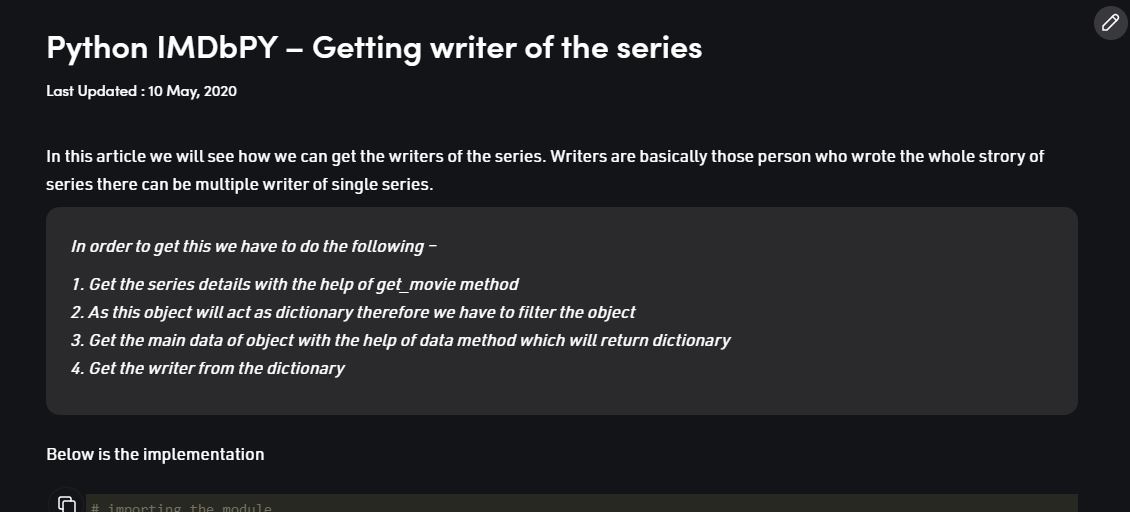 Python IMDbPY – Getting writer of the series
Last Updated : 10 May, 2020
In this article we will see how we can get the writers of the series. Writers are basically those person who wrote the whole strory of
series there can be multiple writer of single series.
In order to get this we have to do the following –
1. Get the series details with the help of get_movie method
2. As this object will act as dictionary therefore we have to filter the object
3. Get the main data of object with the help of data method which will return dictionary
4. Get the writer from the dictionary
Below is the implementation
# importing the module